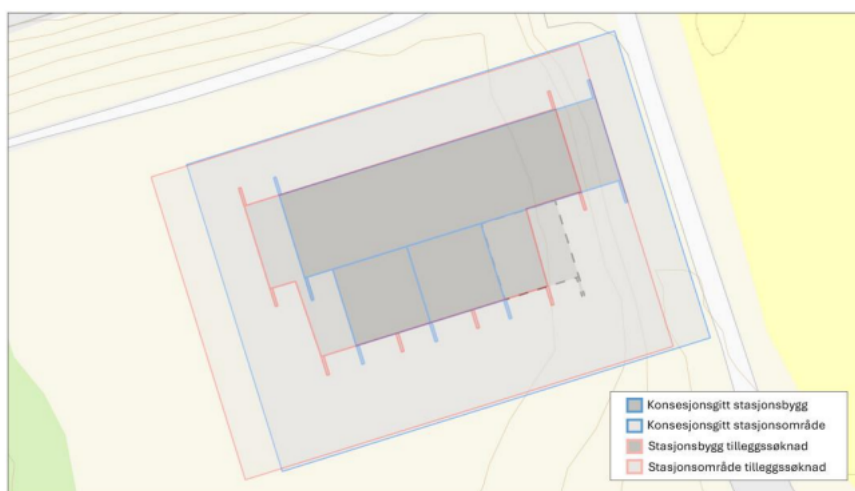 Konsesjonsgitt stasjonsbygg
Konsesjonsgitt stasjonsområde
Stasjonsbygg tilleggssøknad
Stasjonsområde tilleggssøknad